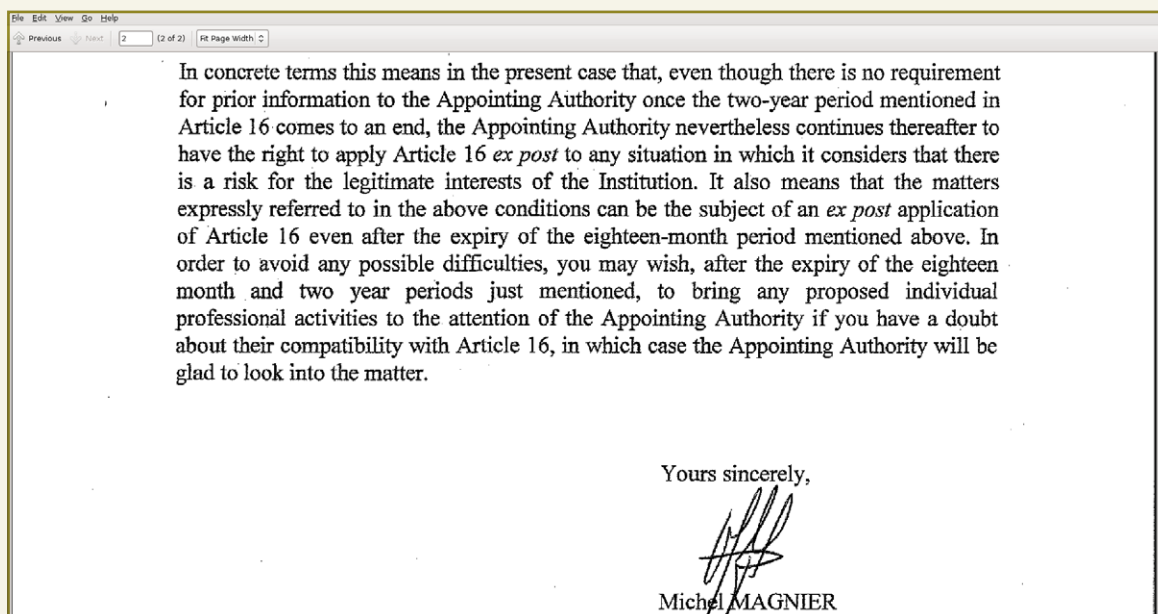 File Edit View Go Help
Previous Next 2 (2 of 2) Fit Page Width
In concrete terms this means in the present case that, even though there is no requirement
for prior information to the Appointing Authority once the two-year period mentioned in
Article 16 comes to an end, the Appointing Authority nevertheless continues thereafter to
have the right to apply Article 16 ex post to any situation in which it considers that there
is a risk for the legitimate interests of the Institution. It also means that the matters
expressly referred to in the above conditions can be the subject of an ex post application
of Article 16 even after the expiry of the eighteen-month period mentioned above. In
order to avoid any possible difficulties, you may wish, after the expiry of the eighteen
month and two year periods just mentioned, to bring any proposed individual
professional activities to the attention of the Appointing Authority if you have a doubt
about their compatibility with Article 16, in which case the Appointing Authority will be
glad to look into the matter.
Yours sincerely,
Michel MAGNIER